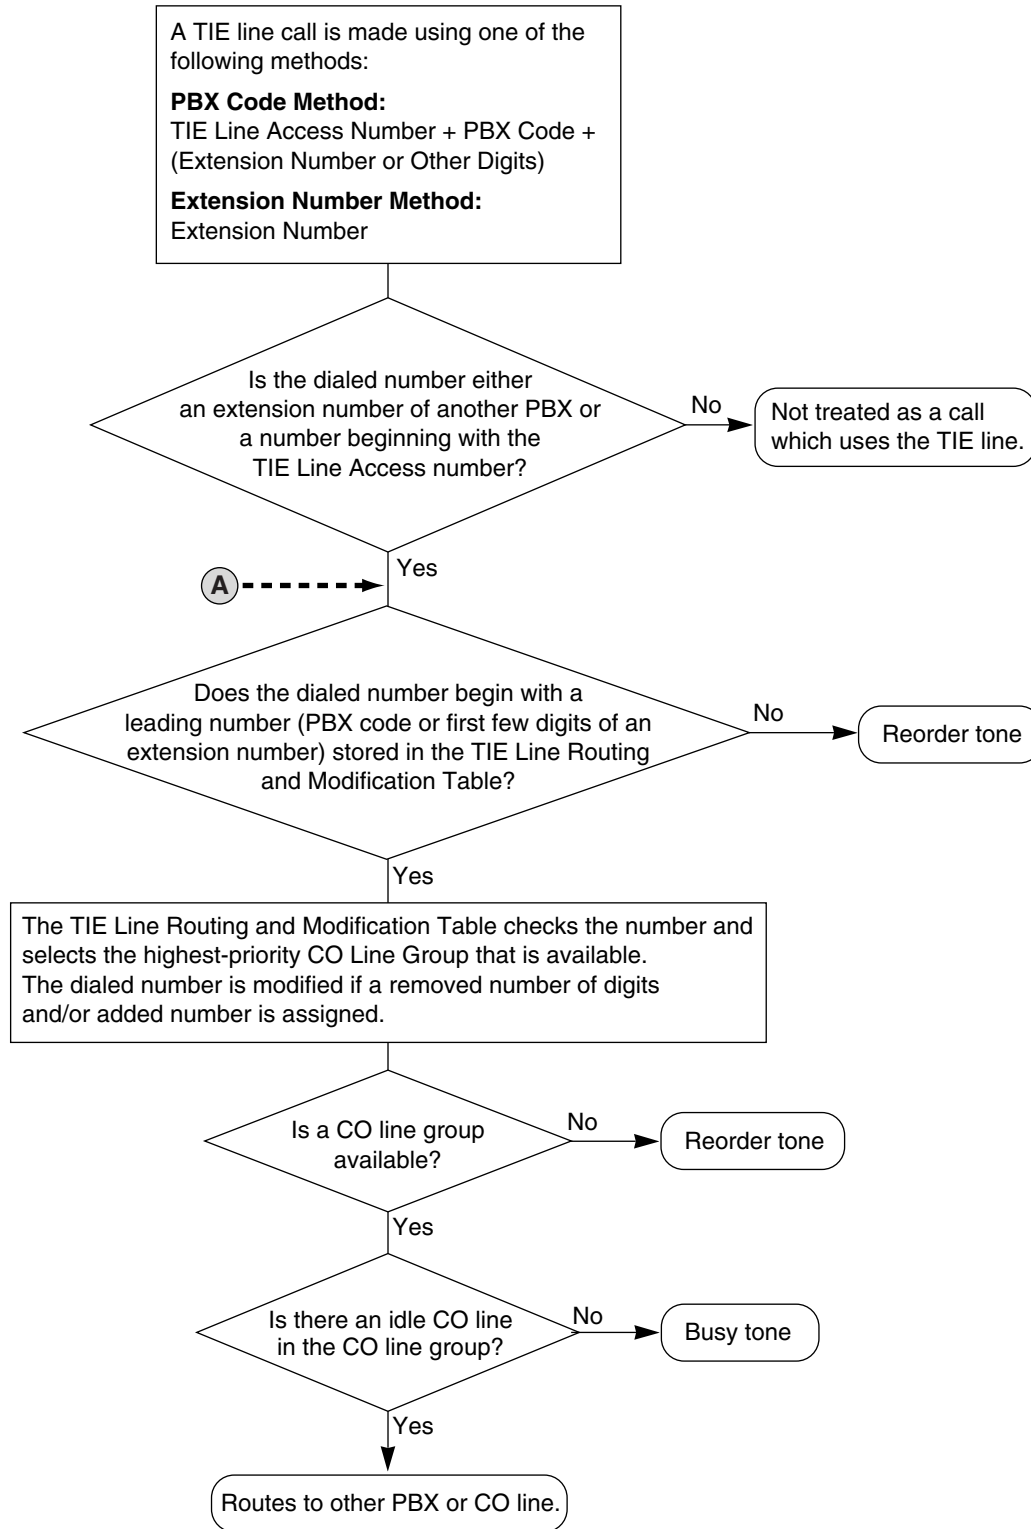 A TIE line call is made using one of the
following methods:
PBX Code Method:
TIE Line Access Number + PBX Code +
(Extension Number or Other Digits)
Extension Number Method:
Extension Number
Is the dialed number either
an extension number of another PBX or
a number beginning with the
TIE Line Access number?
No
Not treated as a call
which uses the TIE line.
Yes
A
Does the dialed number begin with a
leading number (PBX code or first few digits of an
extension number) stored in the TIE Line Routing
and Modification Table?
No
Reorder tone
Yes
The TIE Line Routing and Modification Table checks the number and
selects the highest-priority CO Line Group that is available.
The dialed number is modified if a removed number of digits
and/or added number is assigned.
Is a CO line group
available?
No
Reorder tone
Yes
Is there an idle CO line
in the CO line group?
No
Busy tone
Yes
Routes to other PBX or CO line.